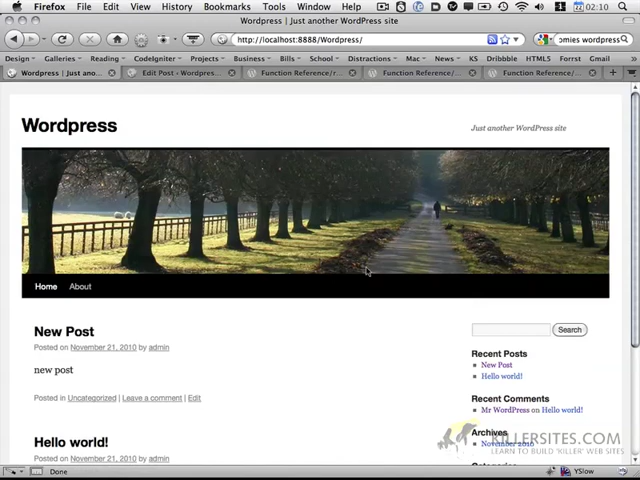 Firefox File Edit View History Bookmarks Tools Window 02:10
Wordpress | Just another WordPress site
http://localhost:8888/Wordpress/
omies wordpress
Design Galleries Reading CodeIgniter Projects Business Bills School Distractions Mac News KS Dribbble HTML5 Forrst Gmail
Wordpress | Just ano... Edit Post ‹ Wordpress... Function Reference/r... Function Reference/... Function Reference/...
Wordpress
Just another WordPress site
Home About
New Post
Posted on November 21, 2010 by admin
new post
Posted in Uncategorized | Leave a comment | Edit
Hello world!
Posted on November 21, 2010 by admin
Search
Recent Posts
New Post
Hello world!
Recent Comments
Mr WordPress on Hello world!
Archives
November 2010
KILLERSITES.COM
LEARN TO BUILD 'KILLER' WEB SITES
Done YSlow